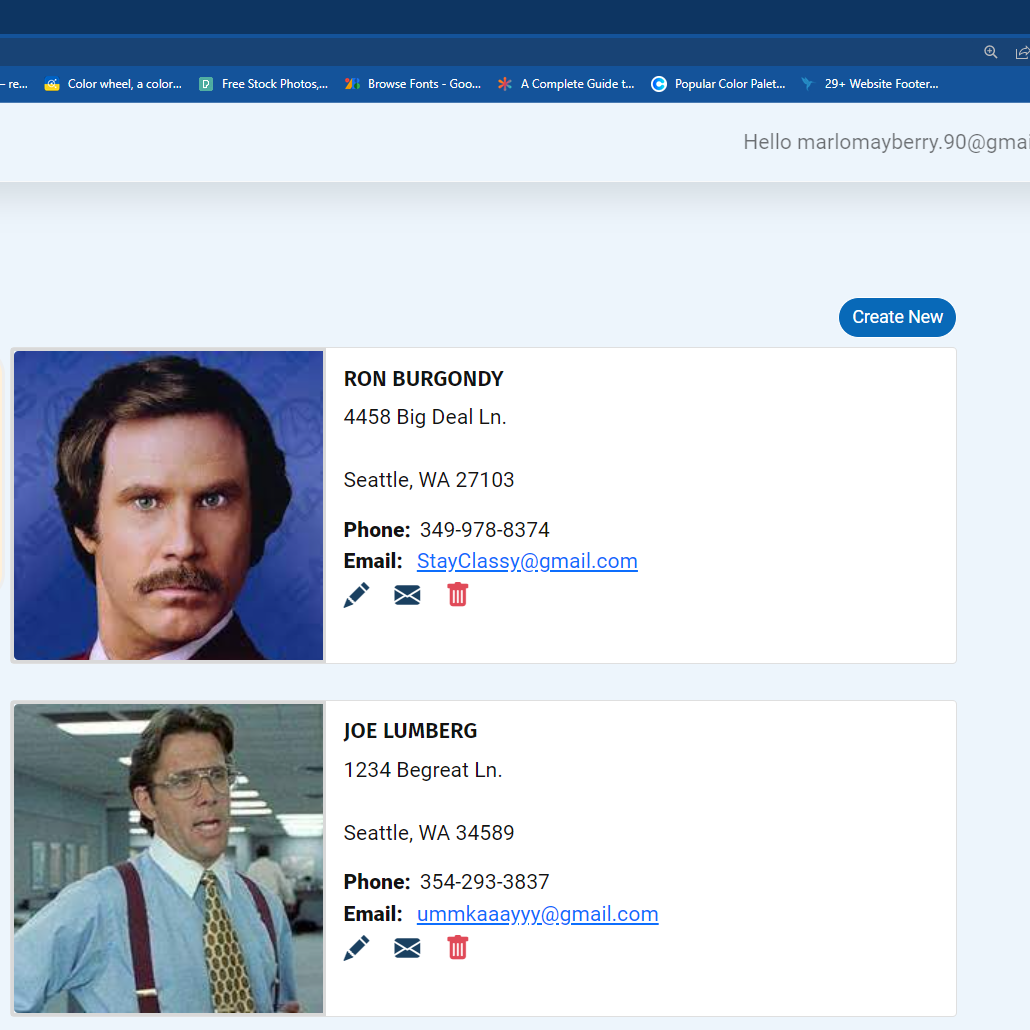 – re...
Color wheel, a color...
Free Stock Photos,...
Browse Fonts - Goo...
A Complete Guide t...
Popular Color Palet...
29+ Website Footer...
Hello marlomayberry.90@gmai
Create New
RON BURGONDY
4458 Big Deal Ln.
Seattle, WA 27103
Phone: 349-978-8374
Email: StayClassy@gmail.com
JOE LUMBERG
1234 Begreat Ln.
Seattle, WA 34589
Phone: 354-293-3837
Email: ummkaaayyy@gmail.com